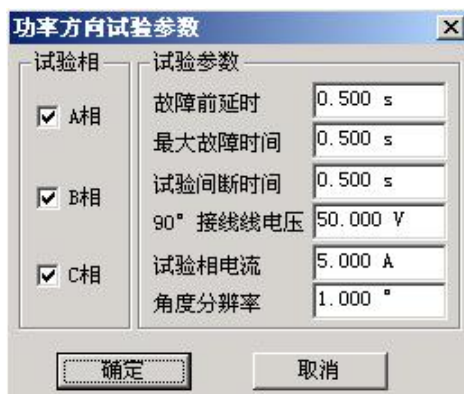 功率方向试验参数
试验相
A相
B相
C相
试验参数
故障前延时 0.500 s
最大故障时间 0.500 s
试验间断时间 0.500 s
90° 接线线电压 50.000 V
试验相电流 5.000 A
角度分辨率 1.000 °
确定 取消